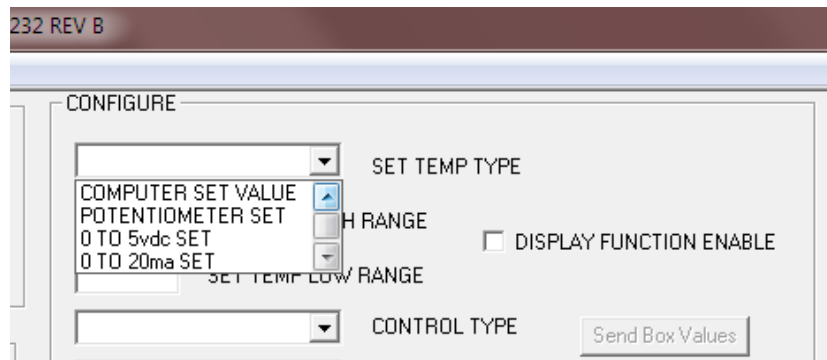 232 REV B
CONFIGURE
SET TEMP TYPE
COMPUTER SET VALUE
POTENTIOMETER SET
0 TO 5vdc SET
0 TO 20ma SET
H RANGE
DISPLAY FUNCTION ENABLE
SET TEMP LOW RANGE
CONTROL TYPE
Send Box Values